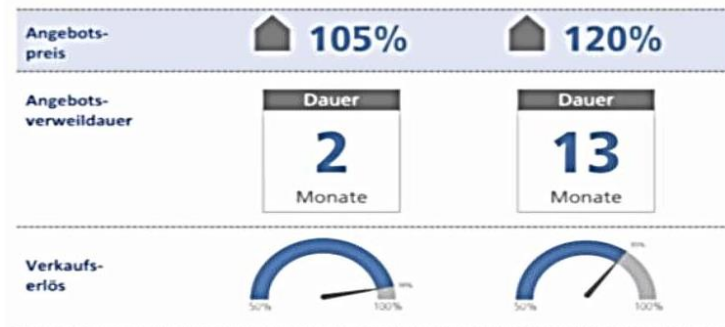 Angebots-
preis
105%
120%
Angebots-
verweildauer
Dauer
2
Monate
Dauer
13
Monate
Verkaufs-
erlös
50%
100%
50%
100%